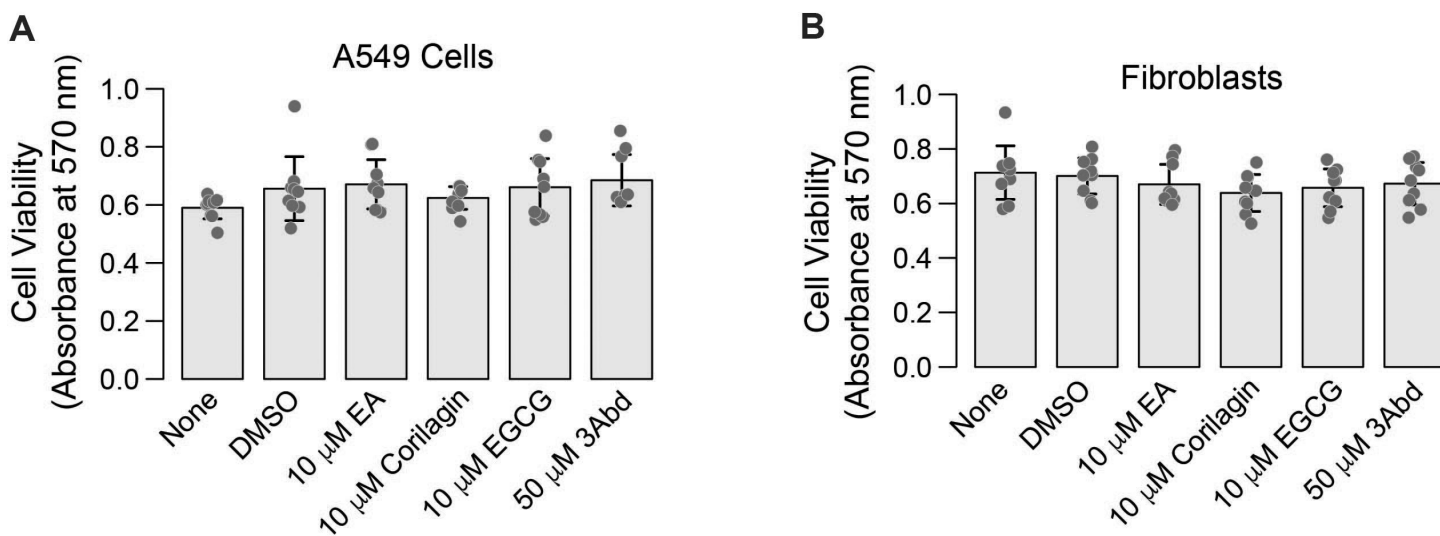 A
A549 Cells
Cell Viability
(Absorbance at 570 nm)
1.0
0.8
0.6
0.4
0.2
0.0
None
DMSO
10 μM EA
10 μM Corilagin
10 μM EGCG
50 μM 3Abd
B
Fibroblasts
Cell Viability
(Absorbance at 570 nm)
1.0
0.8
0.6
0.4
0.2
0.0
None
DMSO
10 μM EA
10 μM Corilagin
10 μM EGCG
50 μM 3Abd